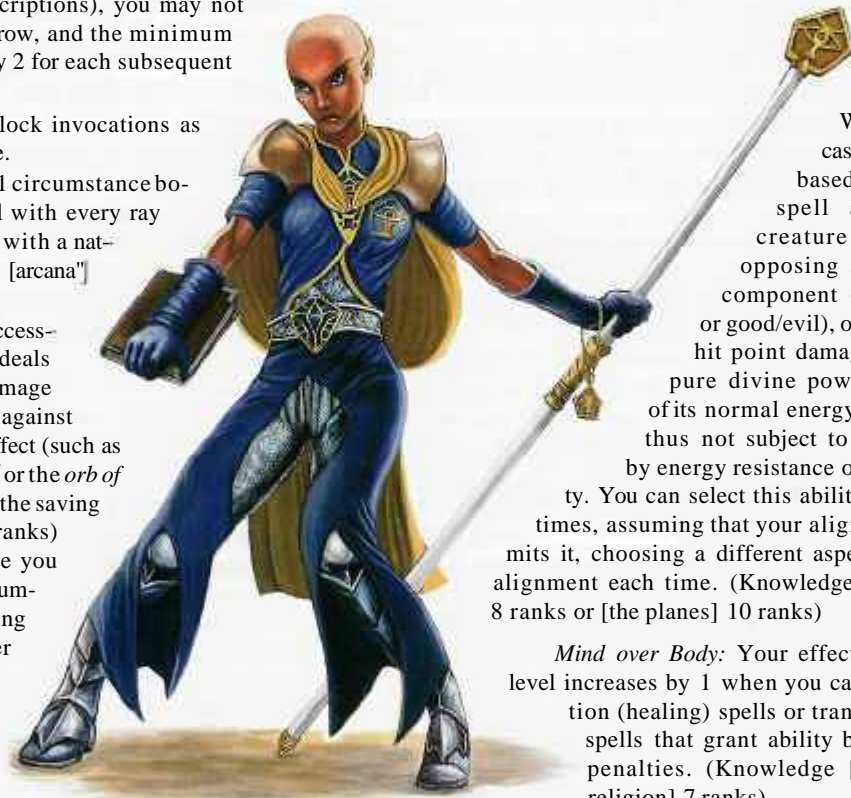 criptions), you may not
row, and the minimum
y 2 for each subsequent
lock invocations as
e.
1 circumstance bo-
l with every ray
with a nat-
[arcana"]
ccess-
deals
mage
against
ffect (such as
or the orb of
the saving
ranks)
e you
um-
ng
er
W
cas
based
spell a
creature
opposing
component
or good/evil), o
hit point damag
pure divine pow
of its normal energy
thus not subject to
by energy resistance o
ty. You can select this abilit
times, assuming that your alig
mits it, choosing a different aspe
alignment each time. (Knowledge
8 ranks or [the planes] 10 ranks)
Mind over Body: Your effec
level increases by 1 when you ca
tion (healing) spells or tran
spells that grant ability b
penalties. (Knowledge [
religion] 7 ranks)